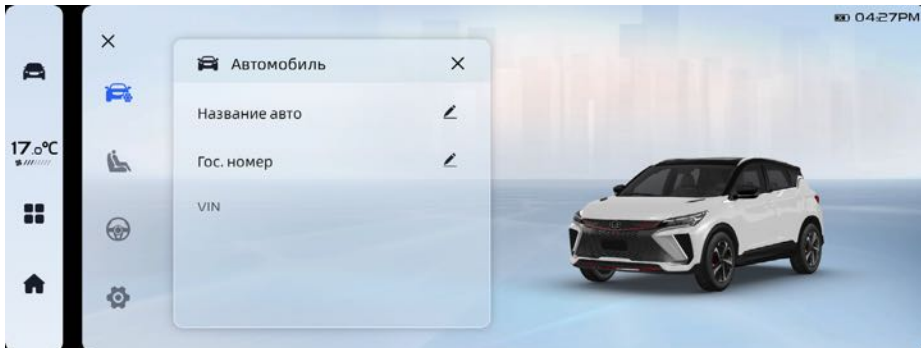 04:27PM
Автомобиль
Название авто
17.0°C
Гос. номер
VIN